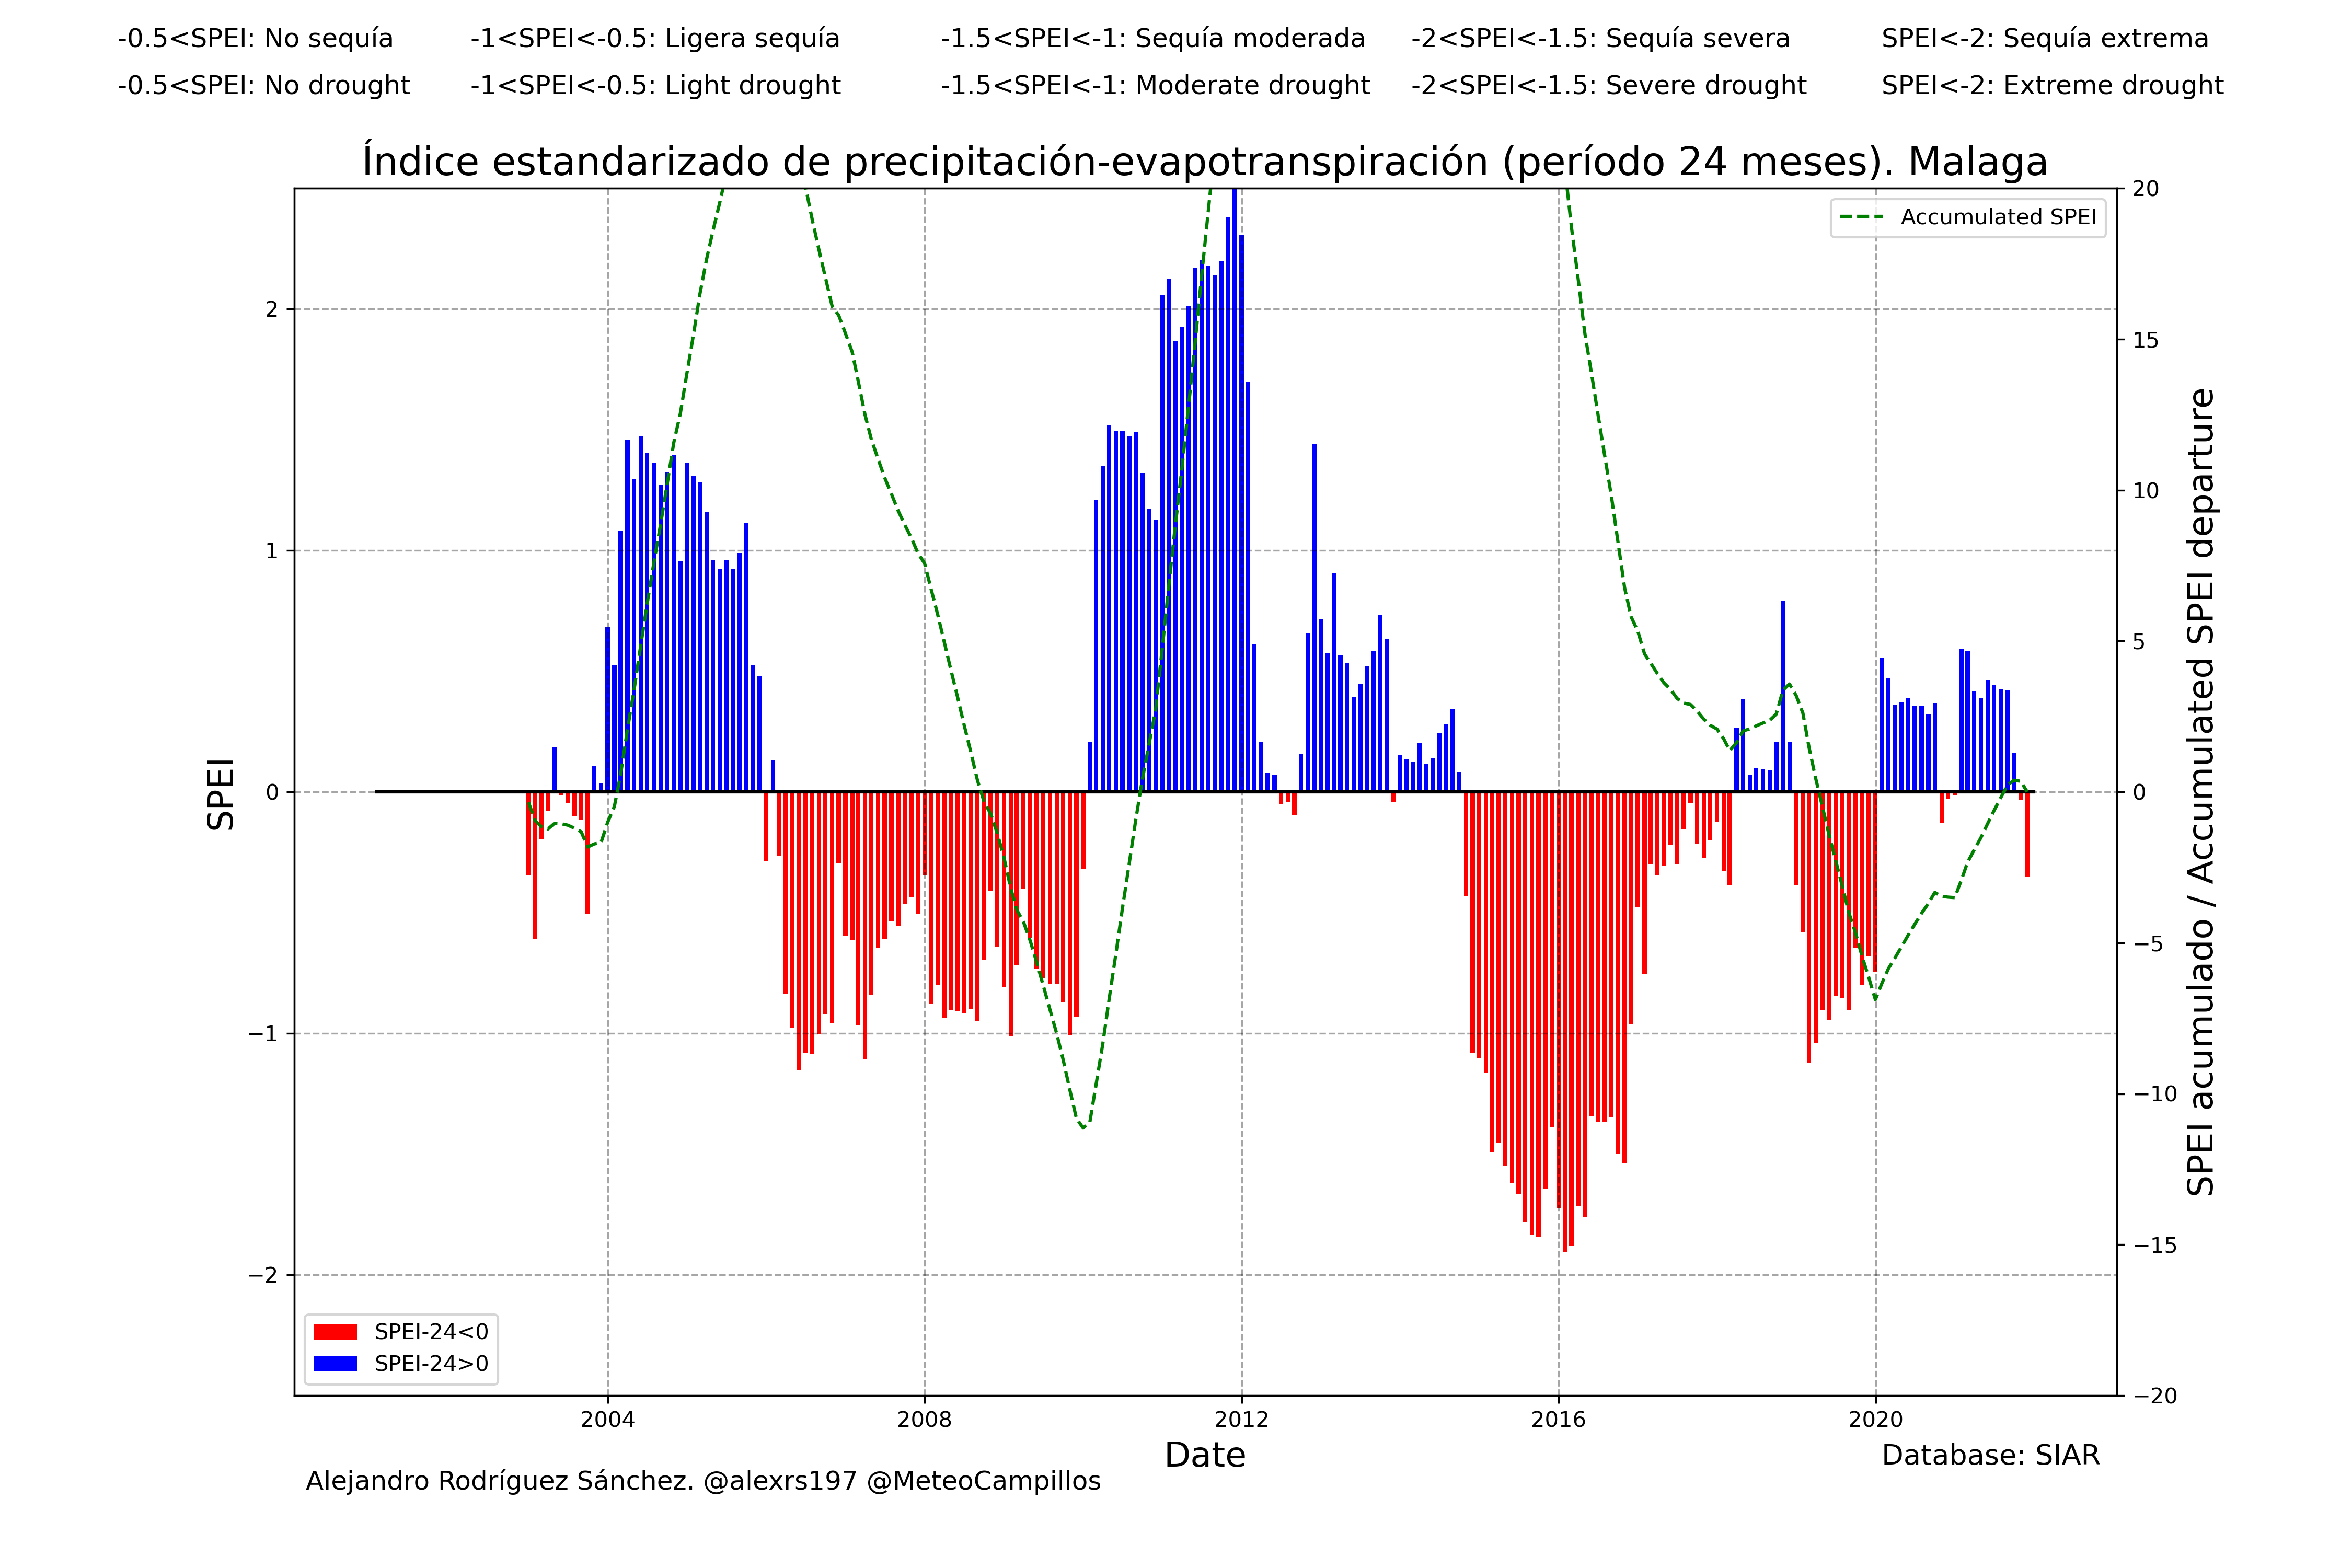 -0.5<SPEI: No sequía -1<SPEI<-0.5: Ligera sequía -1.5<SPEI<-1: Sequía moderada -2<SPEI<-1.5: Sequía severa SPEI<-2: Sequía extrema
-0.5<SPEI: No drought -1<SPEI<-0.5: Light drought -1.5<SPEI<-1: Moderate drought -2<SPEI<-1.5: Severe drought SPEI<-2: Extreme drought
Índice estandarizado de precipitación-evapotranspiración (período 24 meses). Malaga
Accumulated SPEI
SPEI
2
1
0
−1
−2
20
15
10
5
0
−5
−10
−15
−20
SPEI acumulado / Accumulated SPEI departure
SPEI-24<0
SPEI-24>0
2004 2008 2012 2016 2020
Date
Database: SIAR
Alejandro Rodríguez Sánchez. @alexrs197 @MeteoCampillos